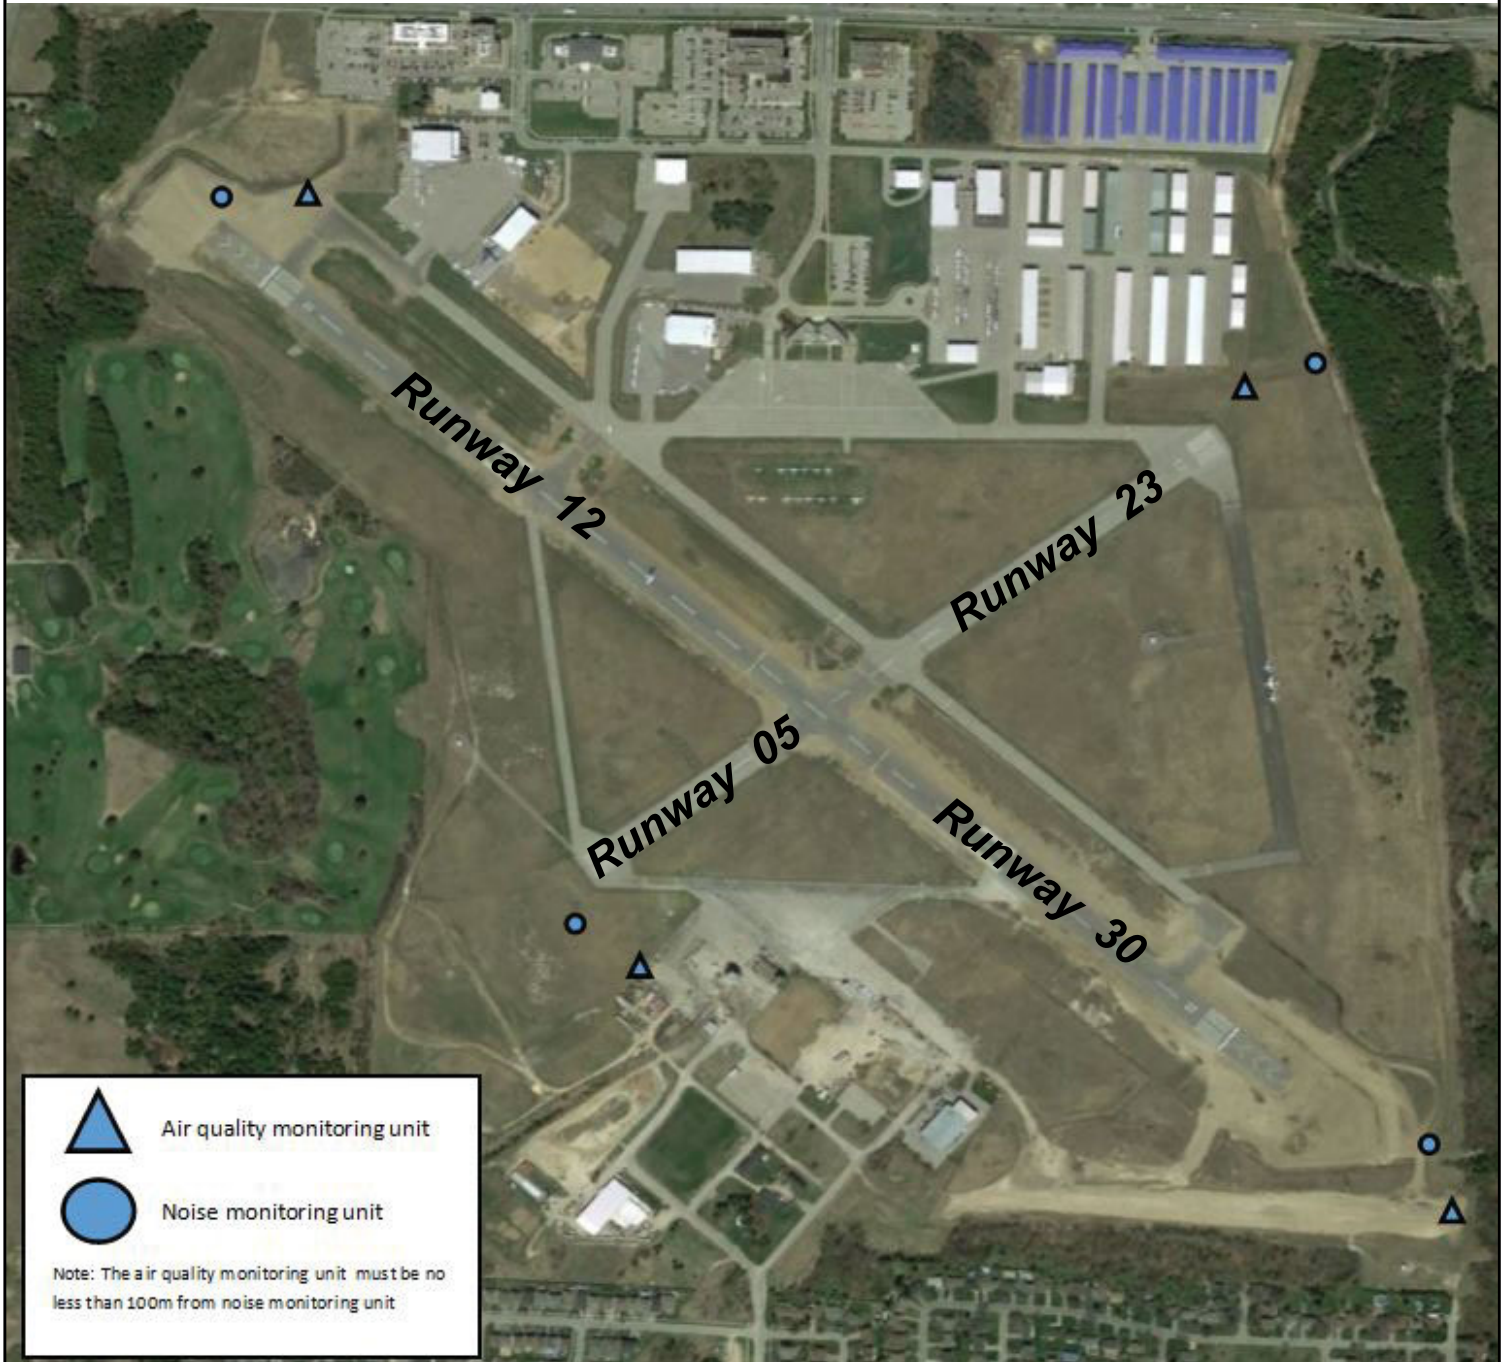 Runway 12
Runway 23
Runway 05
Runway 30
Air quality monitoring unit
Noise monitoring unit
Note: The air quality monitoring unit must be no
less than 100m from noise monitoring unit